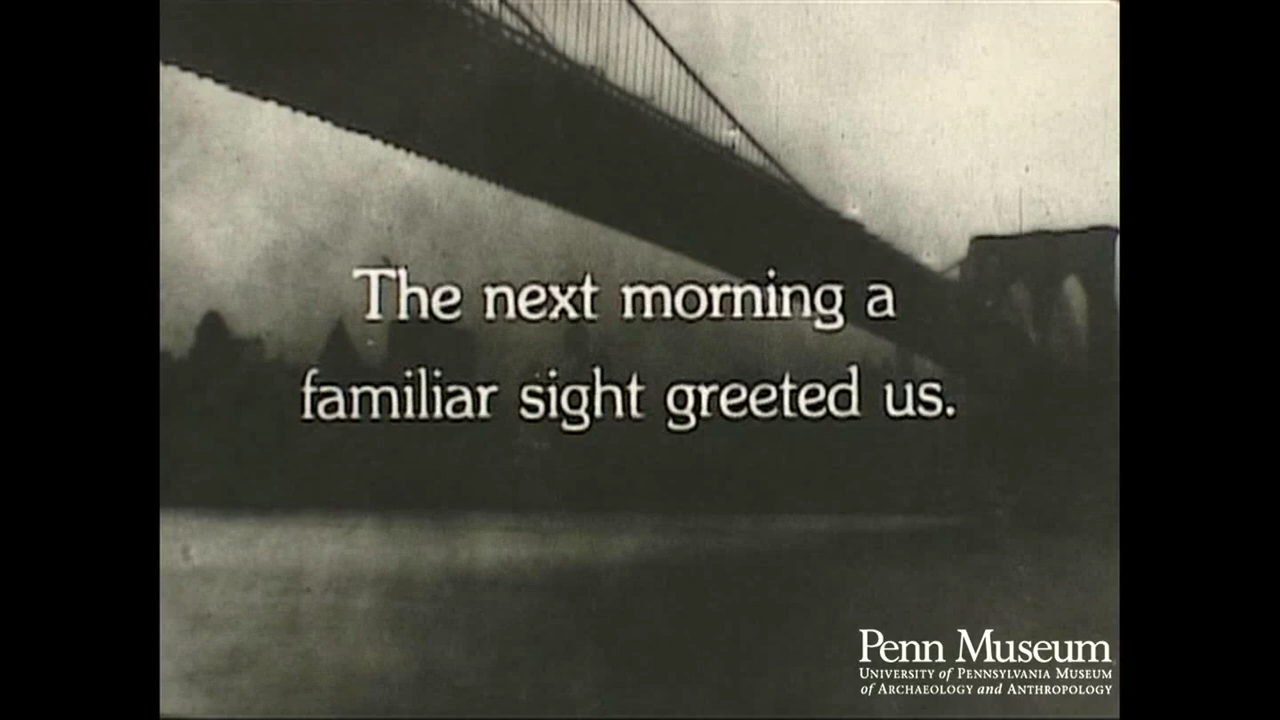 The next morning a
familiar sight greeted us.
Penn Museum
University of Pennsylvania Museum
of Archaeology and Anthropology